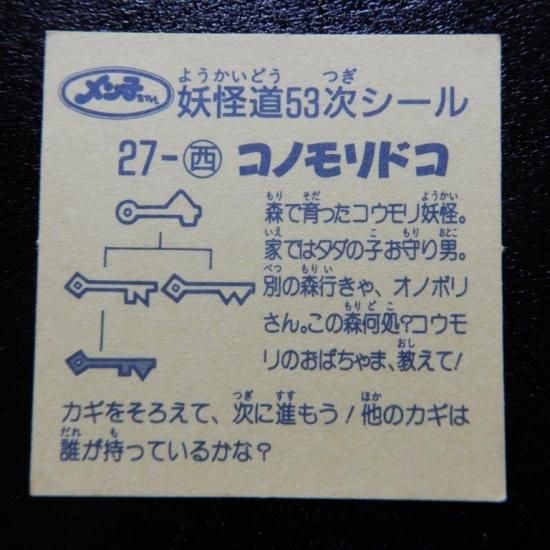 メン子ちゃん
ようかいどう つぎ
妖怪道53次シール
27-㊄ コノモリドコ
もり そだ ようかい
森で育ったコウモリ妖怪。
いえ こ もり おとこ
家ではタダの子お守り男。
べつ もりい
別の森行きゃ、オノボリ
もりどこ
さんこの森何処?コウモ
おし
リのおばちゃま、教えて!
つぎ すす ほか
カギをそろえて、次に進もう!他のカギは
だれ も
誰が持っているかな?